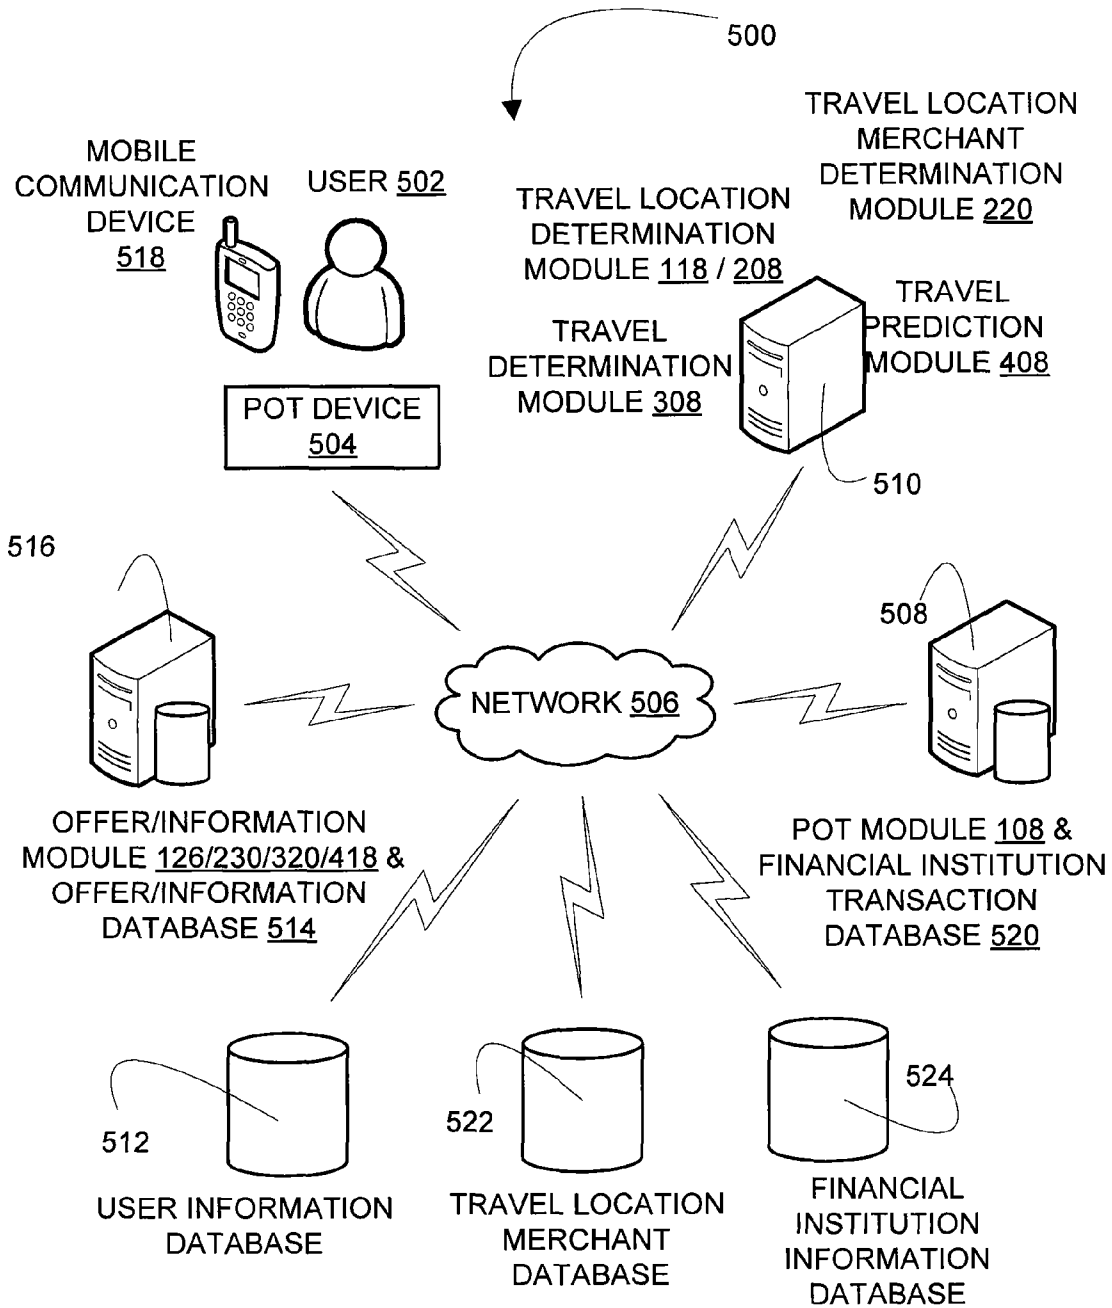 500
MOBILE
COMMUNICATION
DEVICE
518
USER 502
TRAVEL LOCATION
DETERMINATION
MODULE 118 / 208
TRAVEL LOCATION
MERCHANT
DETERMINATION
MODULE 220
TRAVEL
DETERMINATION
MODULE 308
TRAVEL
PREDICTION
MODULE 408
POT DEVICE
504
510
516
508
NETWORK 506
OFFER/INFORMATION
MODULE 126/230/320/418 &
OFFER/INFORMATION
DATABASE 514
POT MODULE 108 &
FINANCIAL INSTITUTION
TRANSACTION
DATABASE 520
512
USER INFORMATION
DATABASE
522
TRAVEL LOCATION
MERCHANT
DATABASE
524
FINANCIAL
INSTITUTION
INFORMATION
DATABASE